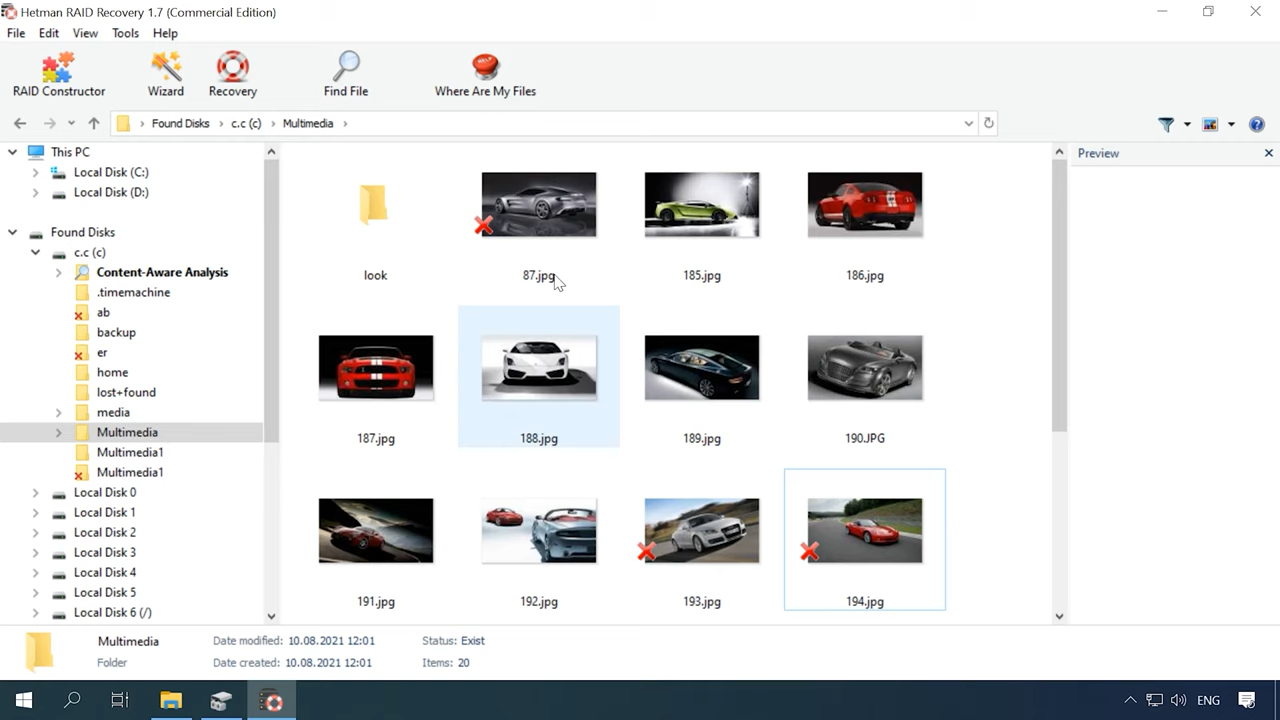 Hetman RAID Recovery 1.7 (Commercial Edition)
File Edit View Tools Help
RAID Constructor Wizard Recovery Find File Where Are My Files
Found Disks c.c (c) Multimedia
This PC
Local Disk (C:)
Local Disk (D:)
Found Disks
c.c (c)
Content-Aware Analysis
.timemachine
ab
backup
er
home
lost+found
media
Multimedia
Multimedia1
Multimedia1
Local Disk 0
Local Disk 1
Local Disk 2
Local Disk 3
Local Disk 4
Local Disk 5
Local Disk 6 (/)
look 87.jpg 185.jpg 186.jpg
187.jpg 188.jpg 189.jpg 190.JPG
191.jpg 192.jpg 193.jpg 194.jpg
Preview
Multimedia Date modified: 10.08.2021 12:01 Status: Exist
Folder Date created: 10.08.2021 12:01 Items: 20
ENG